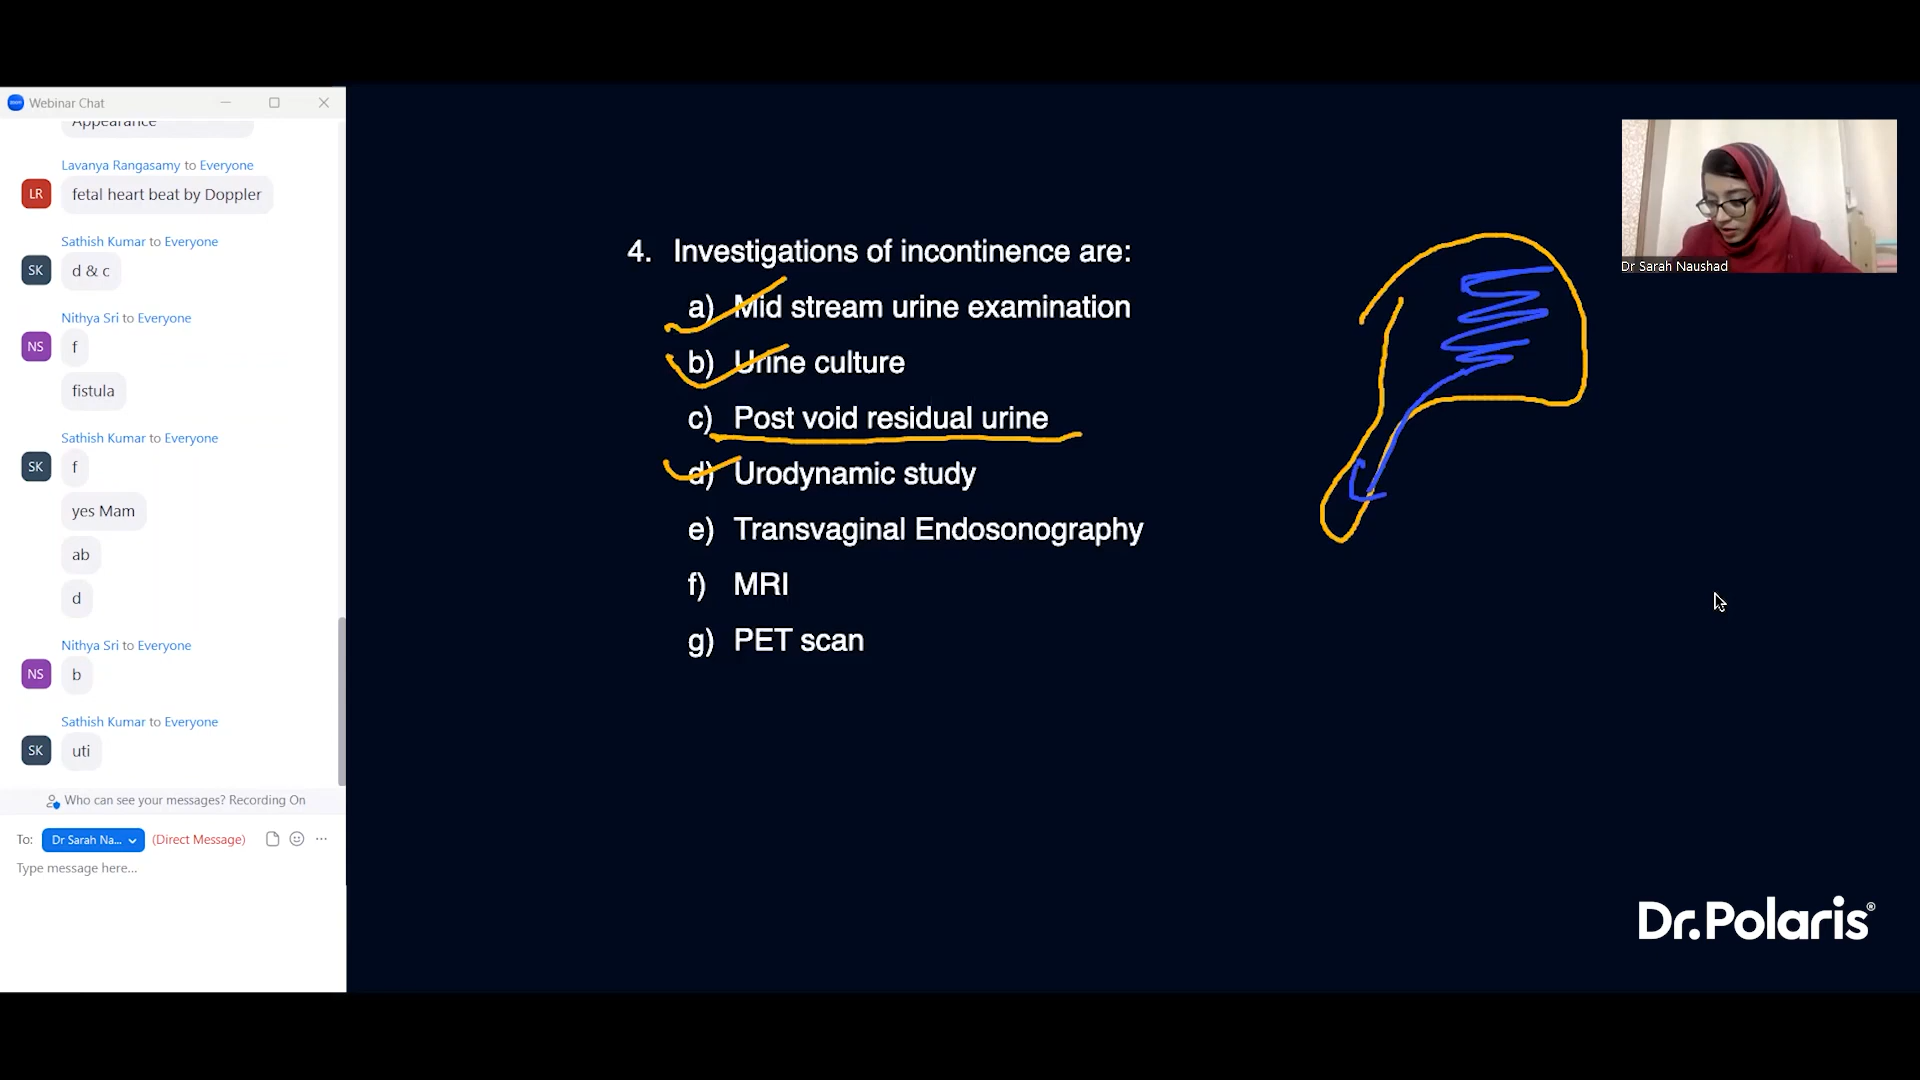 Webinar Chat
Appearance
Lavanya Rangasamy to Everyone
LR
fetal heart beat by Doppler
Sathish Kumar to Everyone
SK
d & c
Nithya Sri to Everyone
NS
f
fistula
Sathish Kumar to Everyone
SK
f
yes Mam
ab
d
Nithya Sri to Everyone
NS
b
Sathish Kumar to Everyone
SK
uti
Who can see your messages? Recording On
To: Dr Sarah Na... (Direct Message)
Type message here...
4. Investigations of incontinence are:
a) Mid stream urine examination
b) Urine culture
c) Post void residual urine
d) Urodynamic study
e) Transvaginal Endosonography
f) MRI
g) PET scan
Dr Sarah Naushad
Dr.Polaris®